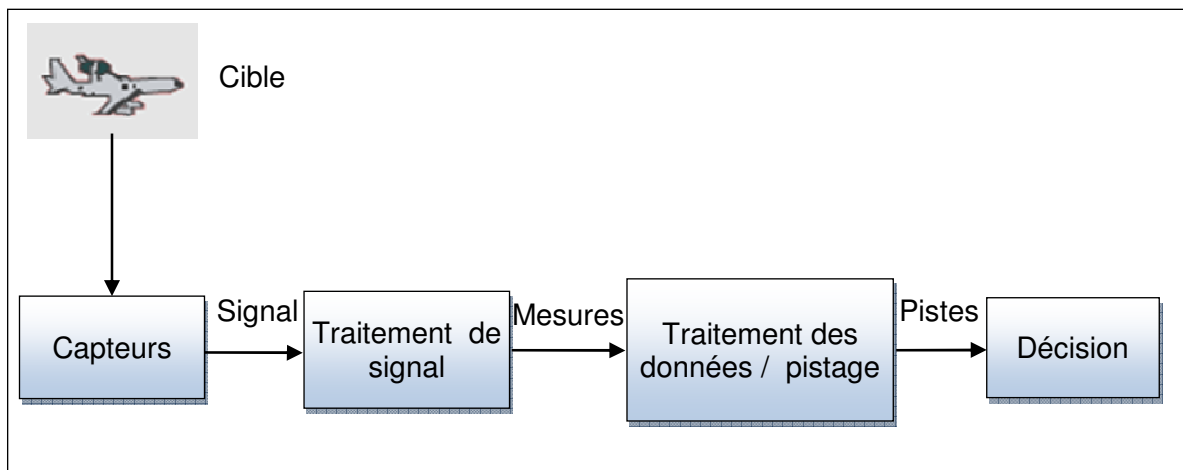 Cible
Capteurs
Signal
Traitement de
signal
Mesures
Traitement des
données / pistage
Pistes
Décision